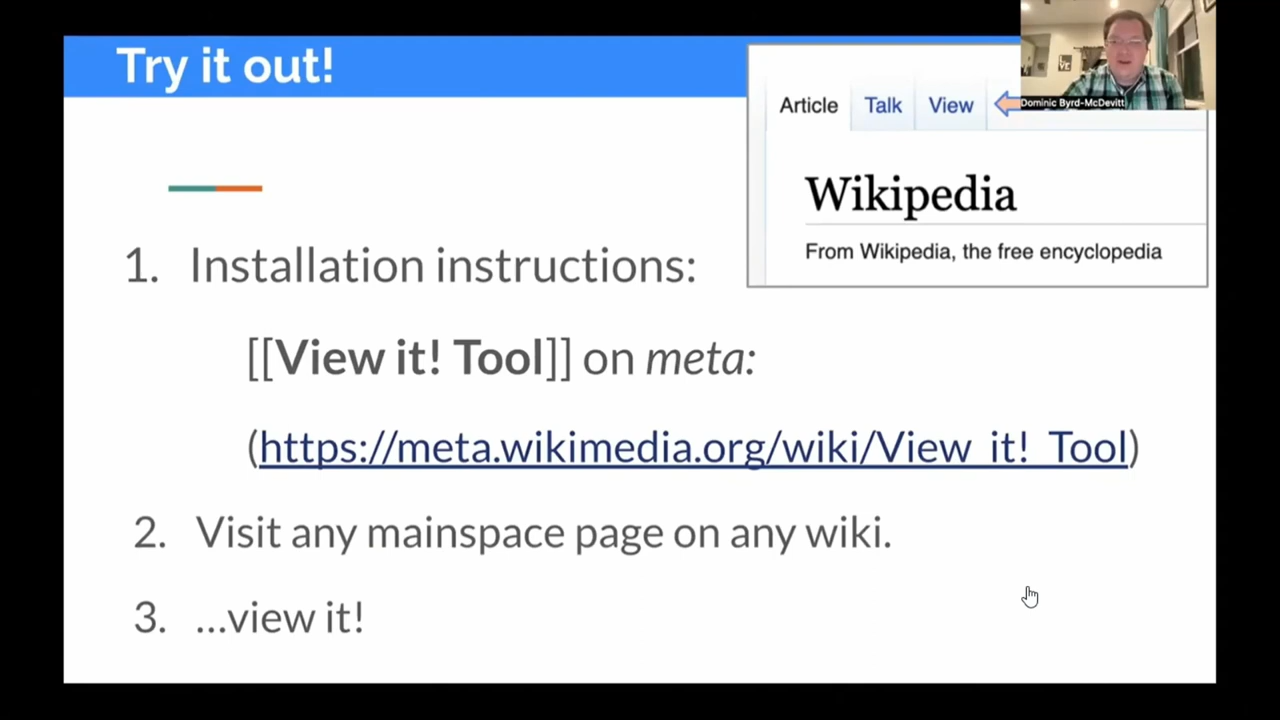 Try it out!
Article Talk View
Dominic Byrd-McDevitt
Wikipedia
From Wikipedia, the free encyclopedia
1. Installation instructions:
[[View it! Tool]] on meta:
(https://meta.wikimedia.org/wiki/View_it!_Tool)
2. Visit any mainspace page on any wiki.
3. …view it!